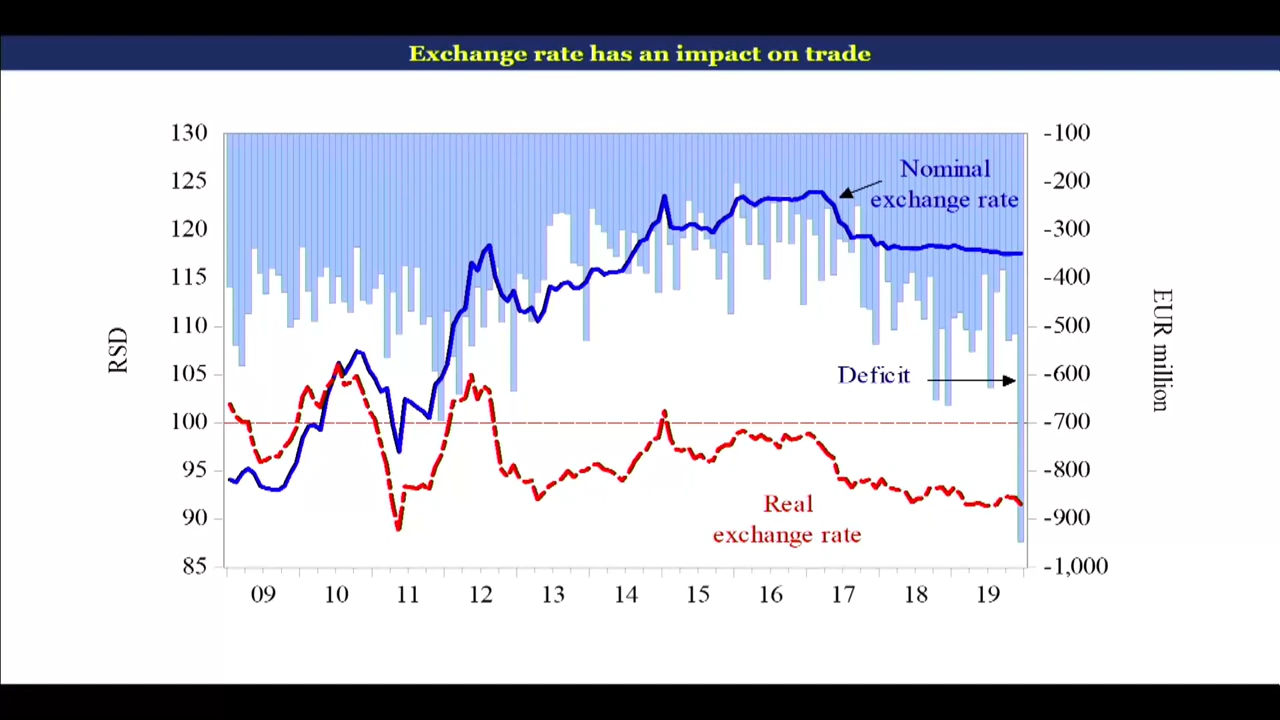 Exchange rate has an impact on trade
130
125
120
115
110
105
100
95
90
85
RSD
-100
-200
-300
-400
-500
-600
-700
-800
-900
-1,000
EUR million
Nominal
exchange rate
Deficit
Real
exchange rate
09 10 11 12 13 14 15 16 17 18 19